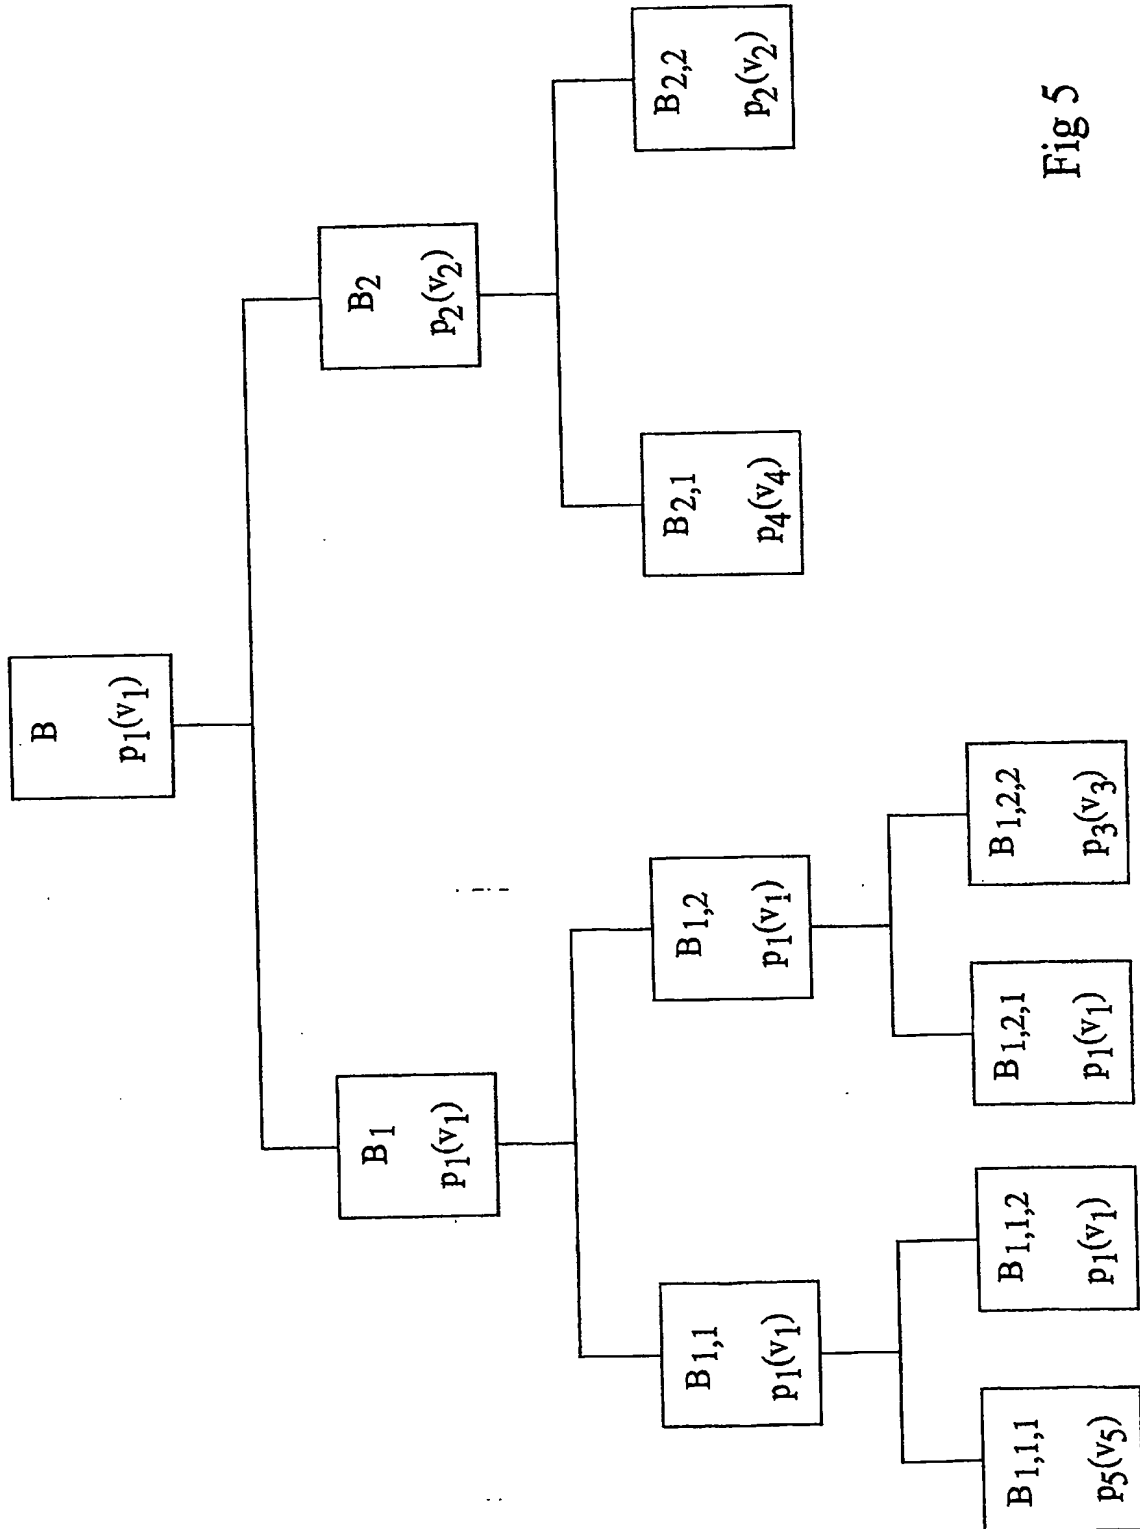 B
p1(v1)
B1
p1(v1)
B2
p2(v2)
B1,1
p1(v1)
B1,2
p1(v1)
B2,1
p4(v4)
B2,2
p2(v2)
B1,1,1
p5(v5)
B1,1,2
p1(v1)
B1,2,1
p1(v1)
B1,2,2
p3(v3)
Fig 5